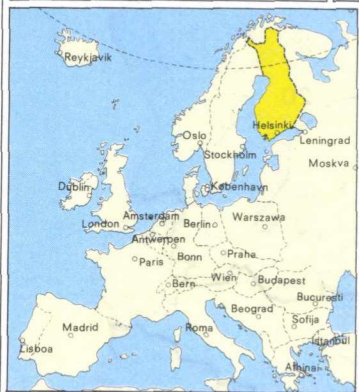 Reykjavik
Helsinki
Oslo
Leningrad
Stockholm
Moskva
Dublin
København
Amsterdam
Berlin
Warszawa
London
Antwerpen
Bonn
Praha
Paris
Wien
Budapest
Bern
București
Beograd
Sofija
Madrid
Roma
Istanbul
Lisboa
Athinai